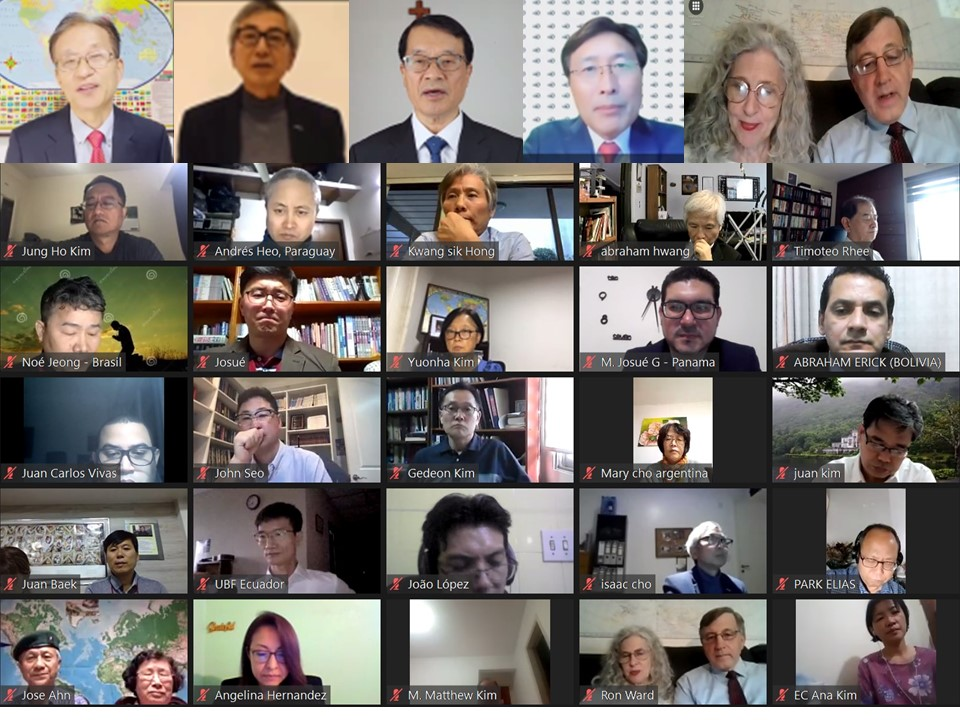 Jung Ho Kim
Andrés Heo, Paraguay
Kwang sik Hong
abraham hwang
Timoteo Rhee
Noé Jeong - Brasil
Josué
Yuonha Kim
M. Josué G - Panama
ABRAHAM ERICK (BOLIVIA)
Juan Carlos Vivas
John Seo
Gedeon Kim
Mary cho argentina
juan kim
Juan Baek
UBF Ecuador
João López
isaac cho
PARK ELIAS
Jose Ahn
Angelina Hernandez
M. Matthew Kim
Ron Ward
EC Ana Kim